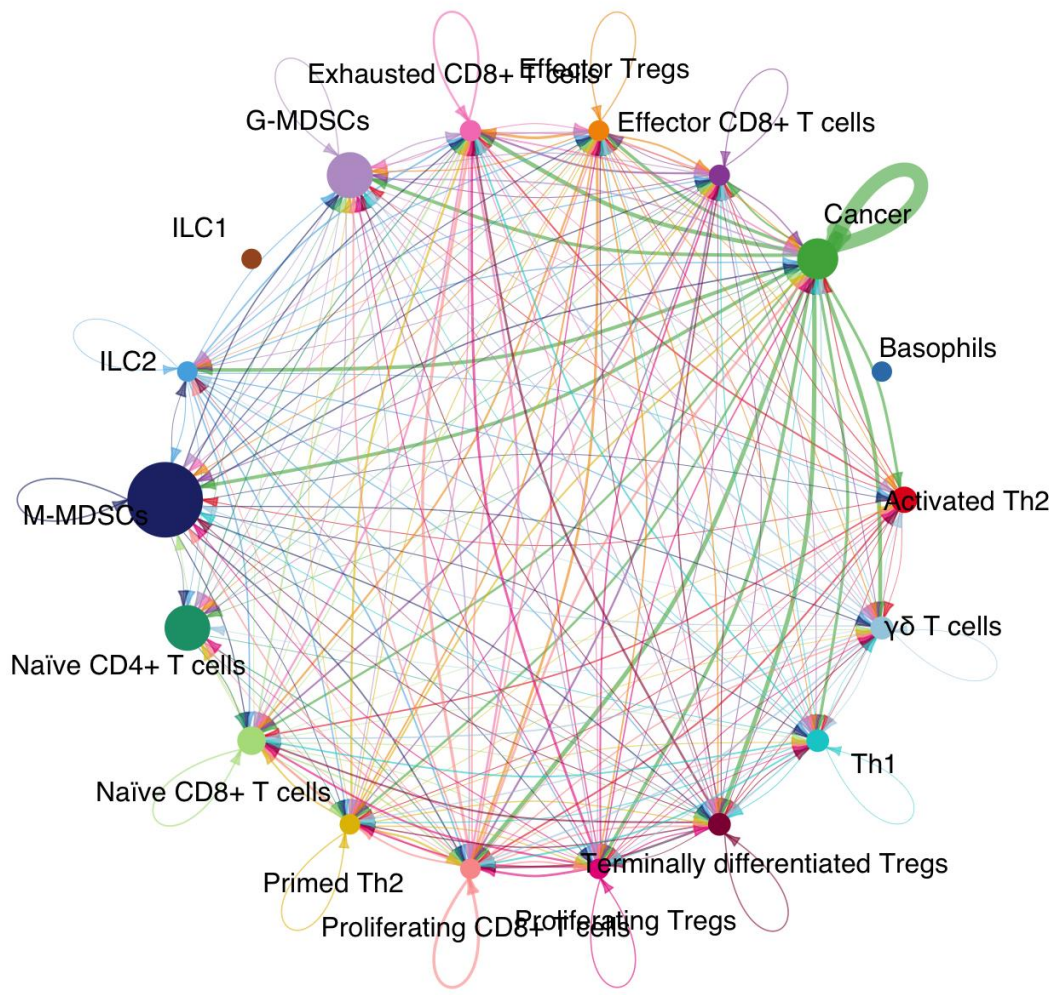 Exhausted CD8+ T cells
Effector Tregs
G-MDSCs
Effector CD8+ T cells
Cancer
ILC1
Basophils
ILC2
Activated Th2
M-MDSCs
γδ T cells
Naïve CD4+ T cells
Th1
Naïve CD8+ T cells
Terminally differentiated Tregs
Primed Th2
Proliferating CD8+ T cells
Proliferating Tregs